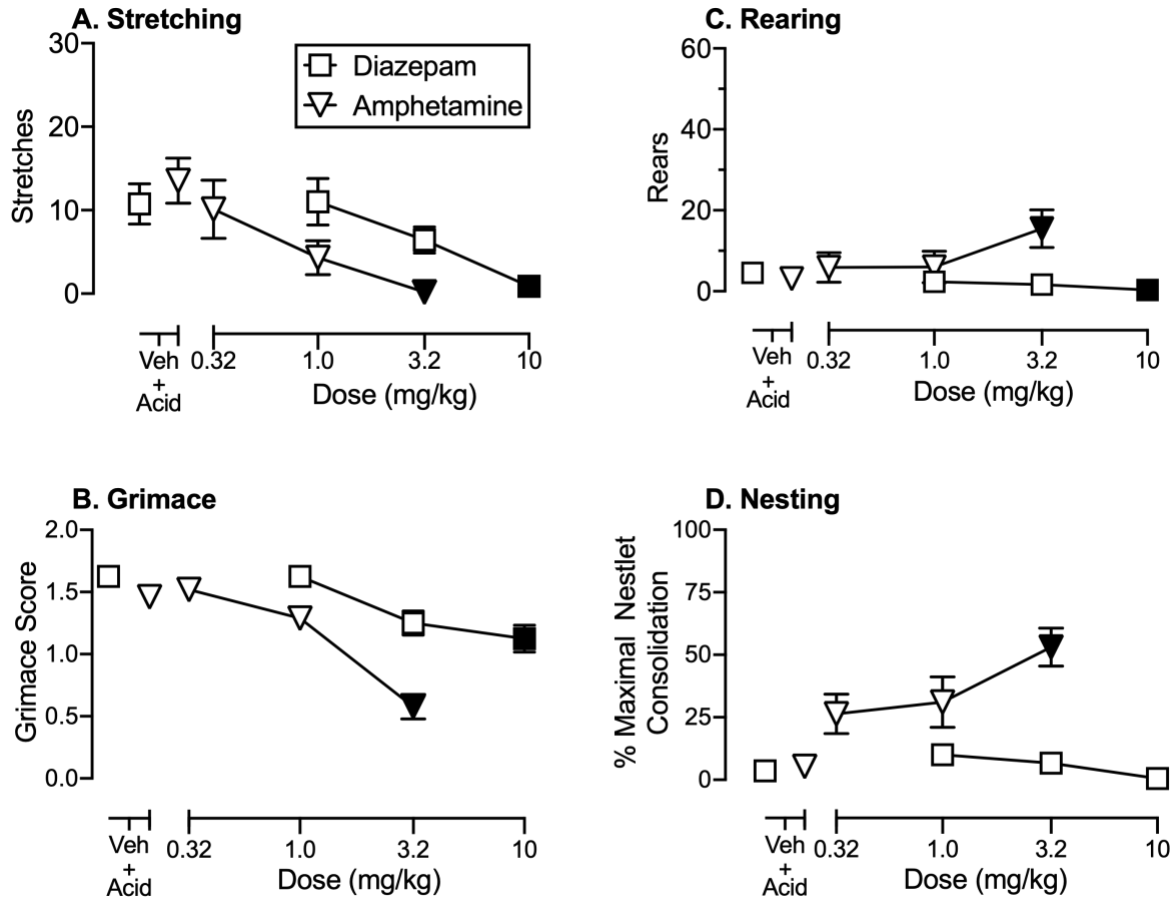 A. Stretching
30
20
10
0
Stretches
Diazepam
Amphetamine
Veh
+
Acid
0.32
1.0
3.2
10
Dose (mg/kg)
C. Rearing
60
40
20
0
Rears
Veh
+
Acid
0.32
1.0
3.2
10
Dose (mg/kg)
B. Grimace
2.0
1.5
1.0
0.5
0.0
Grimace Score
Veh
+
Acid
0.32
1.0
3.2
10
Dose (mg/kg)
D. Nesting
100
75
50
25
0
% Maximal Nestlet
Consolidation
Veh
+
Acid
0.32
1.0
3.2
10
Dose (mg/kg)